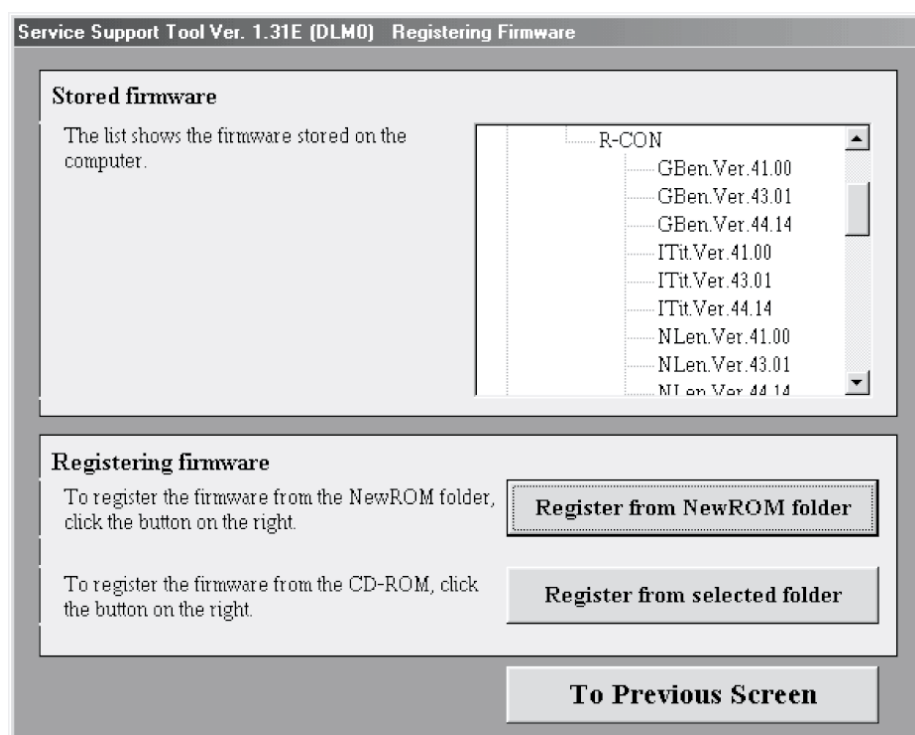 Service Support Tool Ver. 1.31E (DLM0) Registering Firmware
Stored firmware
The list shows the firmware stored on the
computer.
R-CON
GBen.Ver.41.00
GBen.Ver.43.01
GBen.Ver.44.14
ITit.Ver.41.00
ITit.Ver.43.01
ITit.Ver.44.14
NLen.Ver.41.00
NLen.Ver.43.01
NLen.Ver.44.14
Registering firmware
To register the firmware from the NewROM folder,
click the button on the right.
Register from NewROM folder
To register the firmware from the CD-ROM, click
the button on the right.
Register from selected folder
To Previous Screen